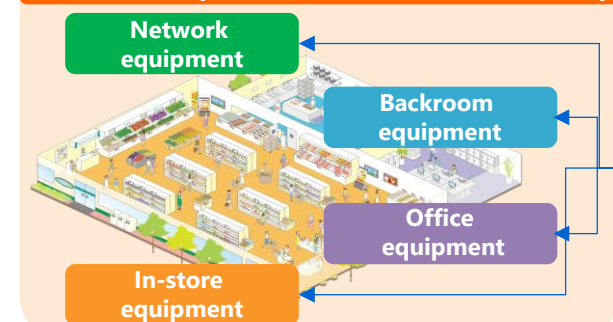 Network
equipment
Backroom
equipment
Office
equipment
In-store
equipment